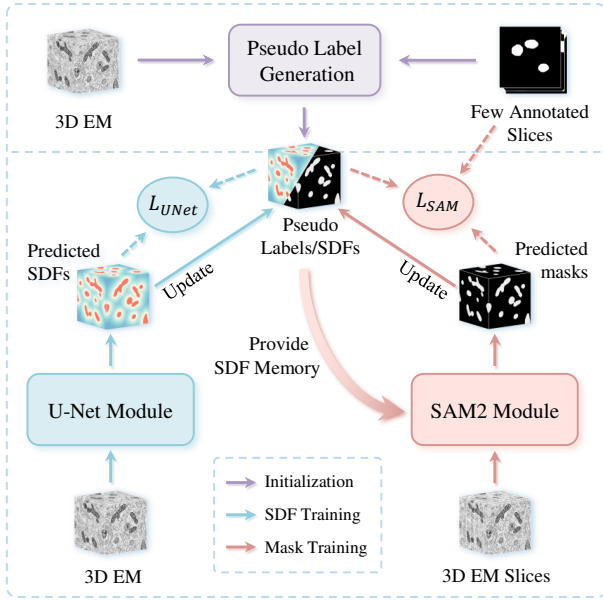 Pseudo Label
Generation
3D EM
Few Annotated
Slices
L_UNet
L_SAM
Pseudo
Labels/SDFs
Predicted
SDFs
Update
Update
Predicted
masks
Provide
SDF Memory
U-Net Module
SAM2 Module
Initialization
SDF Training
Mask Training
3D EM
3D EM Slices